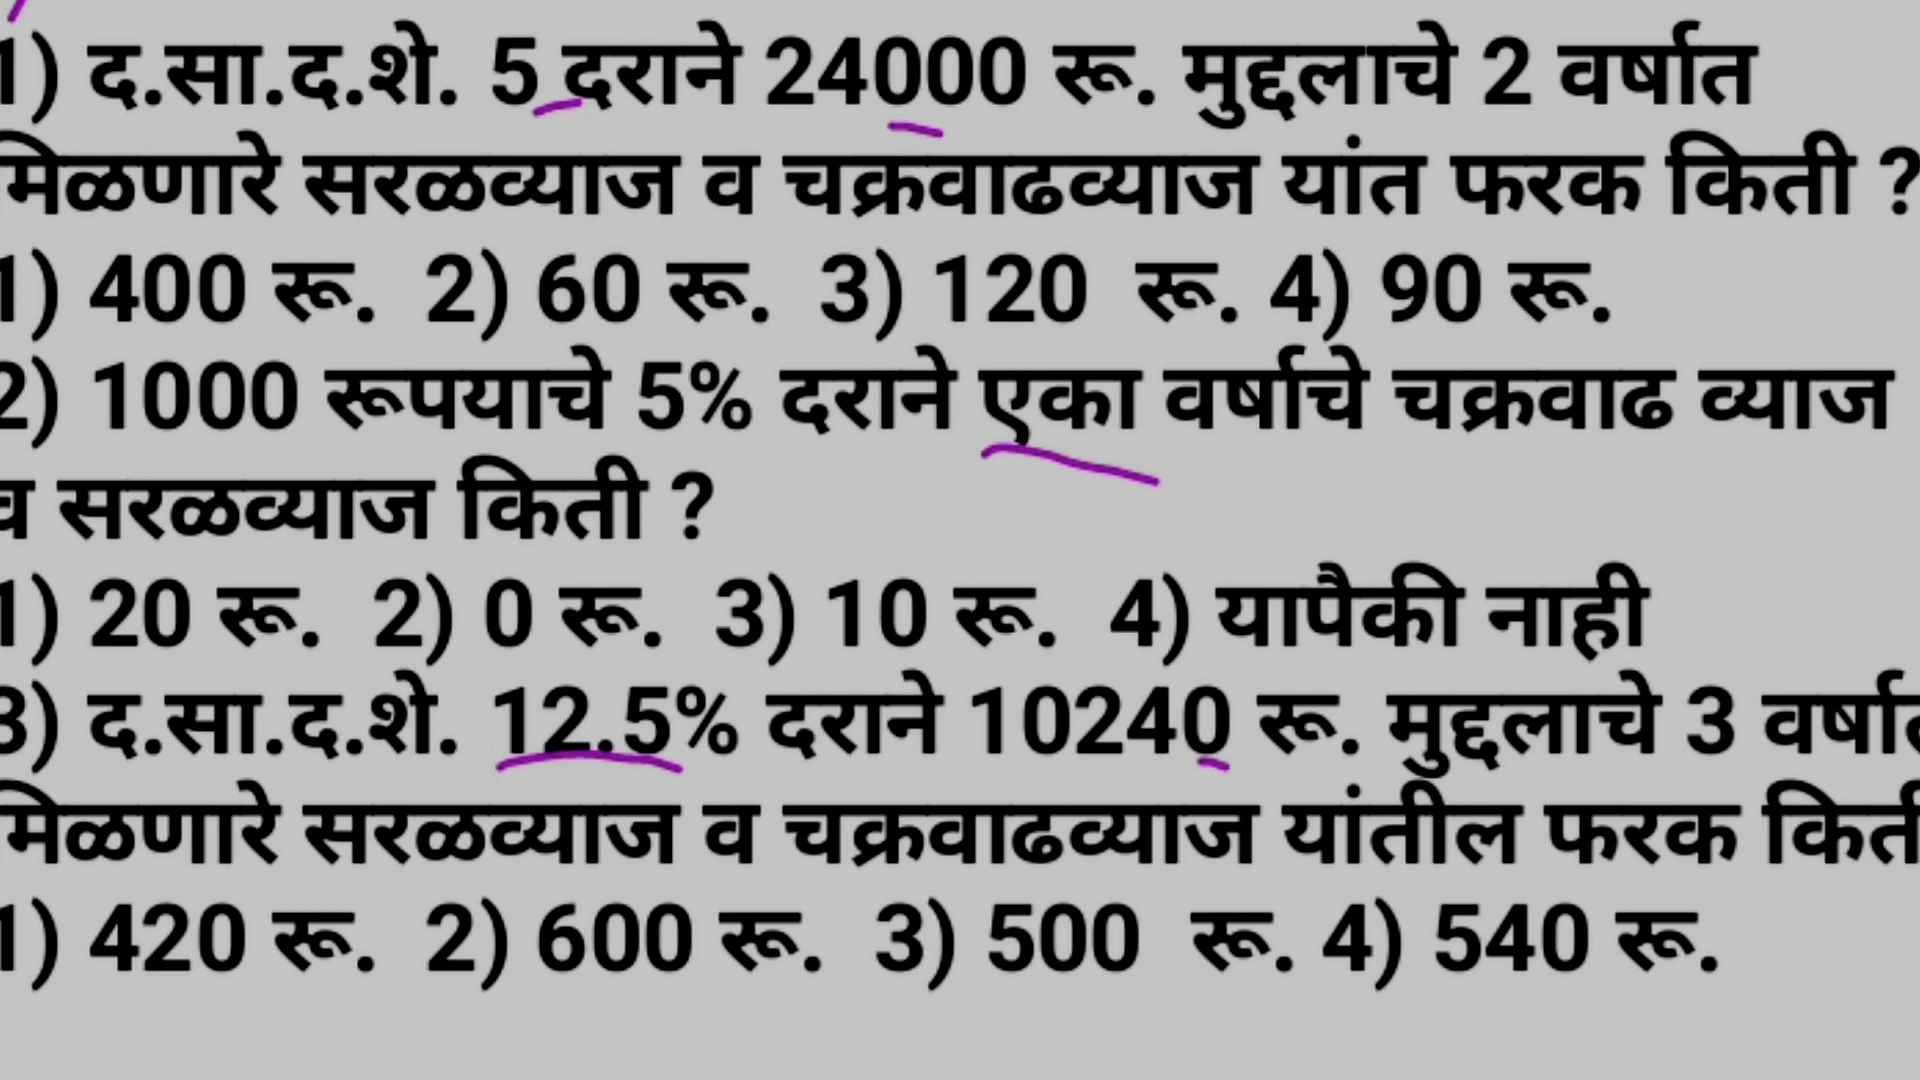 1) द.सा.द.शे. 5 दराने 24000 रू. मुद्दलाचे 2 वर्षात
मिळणारे सरळव्याज व चक्रवाढव्याज यांत फरक किती ?
1) 400 रू. 2) 60 रू. 3) 120 रू. 4) 90 रू.
2) 1000 रूपयाचे 5% दराने एका वर्षाचे चक्रवाढ व्याज
व सरळव्याज किती ?
1) 20 रू. 2) 0 रू. 3) 10 रू. 4) यापैकी नाही
3) द.सा.द.शे. 12.5% दराने 10240 रू. मुद्दलाचे 3 वर्षात
मिळणारे सरळव्याज व चक्रवाढव्याज यांतील फरक किती
1) 420 रू. 2) 600 रू. 3) 500 रू. 4) 540 रू.